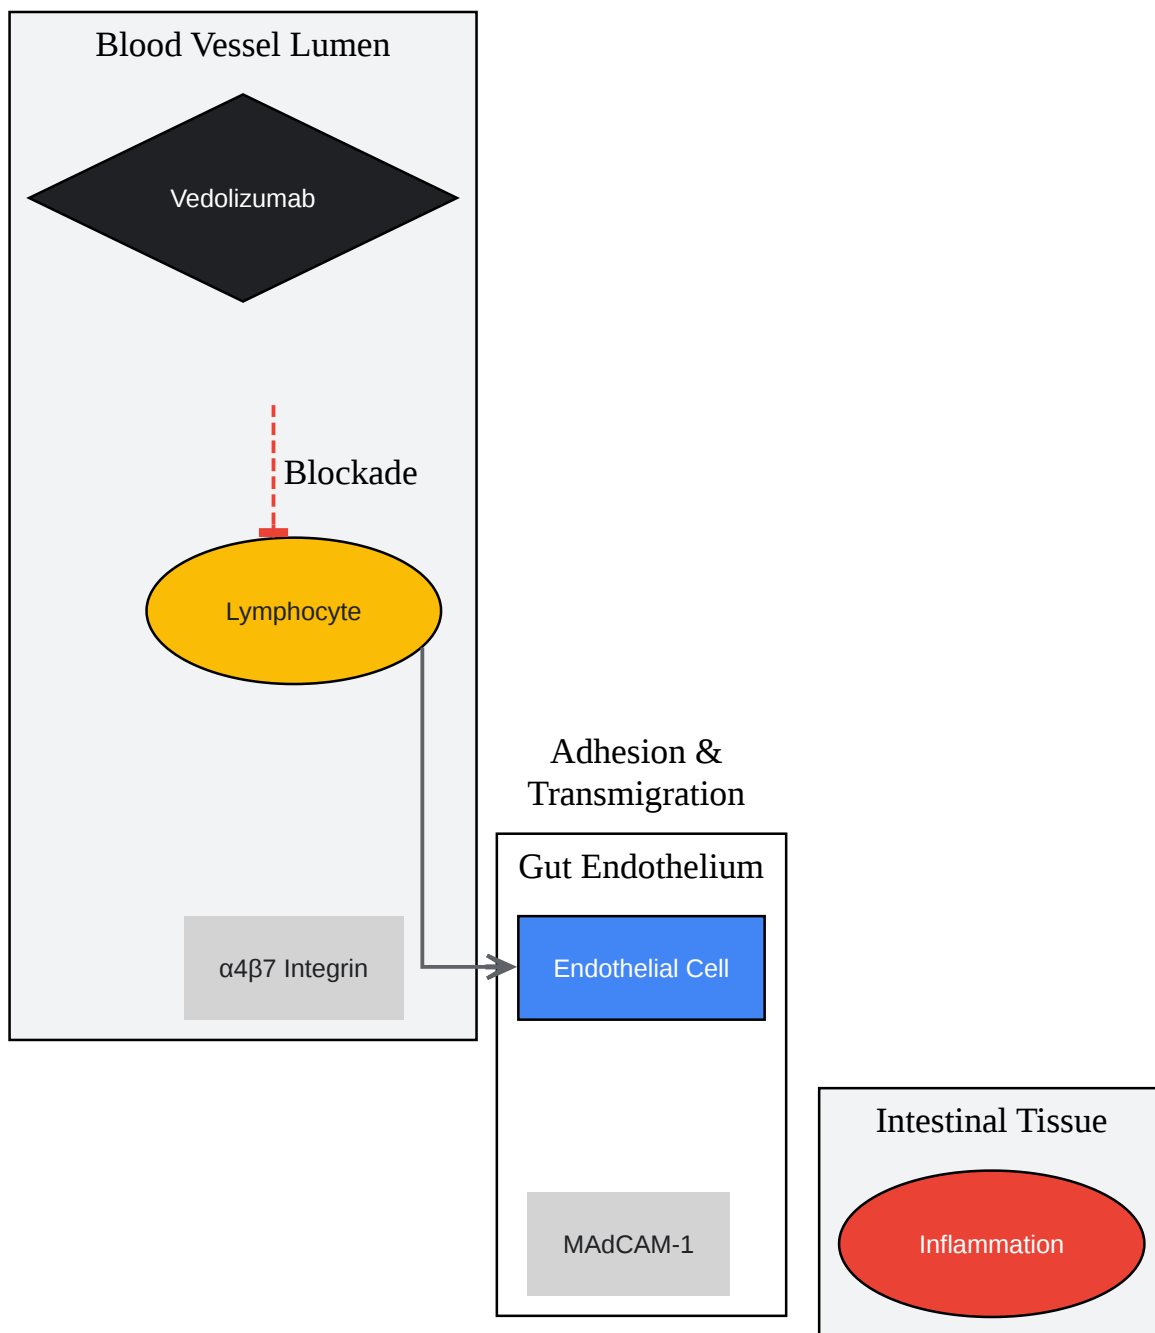 Blood Vessel Lumen
Vedolizumab
Blockade
Lymphocyte
Adhesion &
Transmigration
Gut Endothelium
α4β7 Integrin
Endothelial Cell
Intestinal Tissue
MAdCAM-1
Inflammation